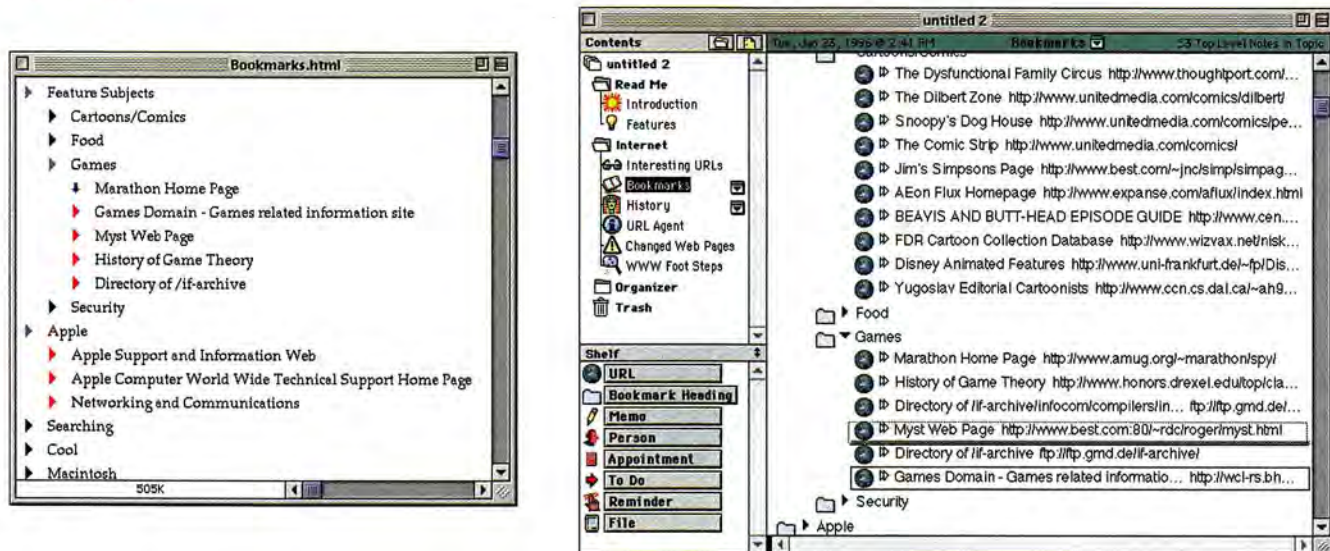 Bookmarks.html
Feature Subjects
Cartoons/Comics
Food
Games
Marathon Home Page
Games Domain - Games related information site
Myst Web Page
History of Game Theory
Directory of /if-archive
Security
Apple
Apple Support and Information Web
Apple Computer World Wide Technical Support Home Page
Networking and Communications
Searching
Cool
Macintosh
505K
untitled 2
Contents
untitled 2
Read Me
Introduction
Features
Internet
Interesting URLs
Bookmarks
History
URL Agent
Changed Web Pages
WWW Foot Steps
Organizer
Trash
Shelf
URL
Bookmark Heading
Memo
Person
Appointment
To Do
Reminder
File
Tue, Jan 23, 1996 @ 2:41 PM Bookmarks 53 Top Level Notes in Topic
Cartoons/Comics
The Dysfunctional Family Circus http://www.thoughtport.com/...
The Dilbert Zone http://www.unitedmedia.com/comics/dilbert/
Snoopy's Dog House http://www.unitedmedia.com/comics/pe...
The Comic Strip http://www.unitedmedia.com/comics/
Jim's Simpsons Page http://www.best.com/~jnc/simp/simpag...
AEon Flux Homepage http://www.expanse.com/aflux/index.html
BEAVIS AND BUTT-HEAD EPISODE GUIDE http://www.cen....
FDR Cartoon Collection Database http://www.wizvax.net/nisk...
Disney Animated Features http://www.uni-frankfurt.de/~fp/Dis...
Yugoslav Editorial Cartoonists http://www.ccn.cs.dal.ca/~ah9...
Food
Games
Marathon Home Page http://www.amug.org/~marathon/spy/
History of Game Theory http://www.honors.drexel.edu/top/cla...
Directory of /if-archive/infocom/compilers/in... ftp://ftp.gmd.de/...
Myst Web Page http://www.best.com:80/~rdc/roger/myst.html
Directory of /if-archive ftp://ftp.gmd.de/if-archive/
Games Domain - Games related informatio... http://wcl-rs.bh...
Security
Apple